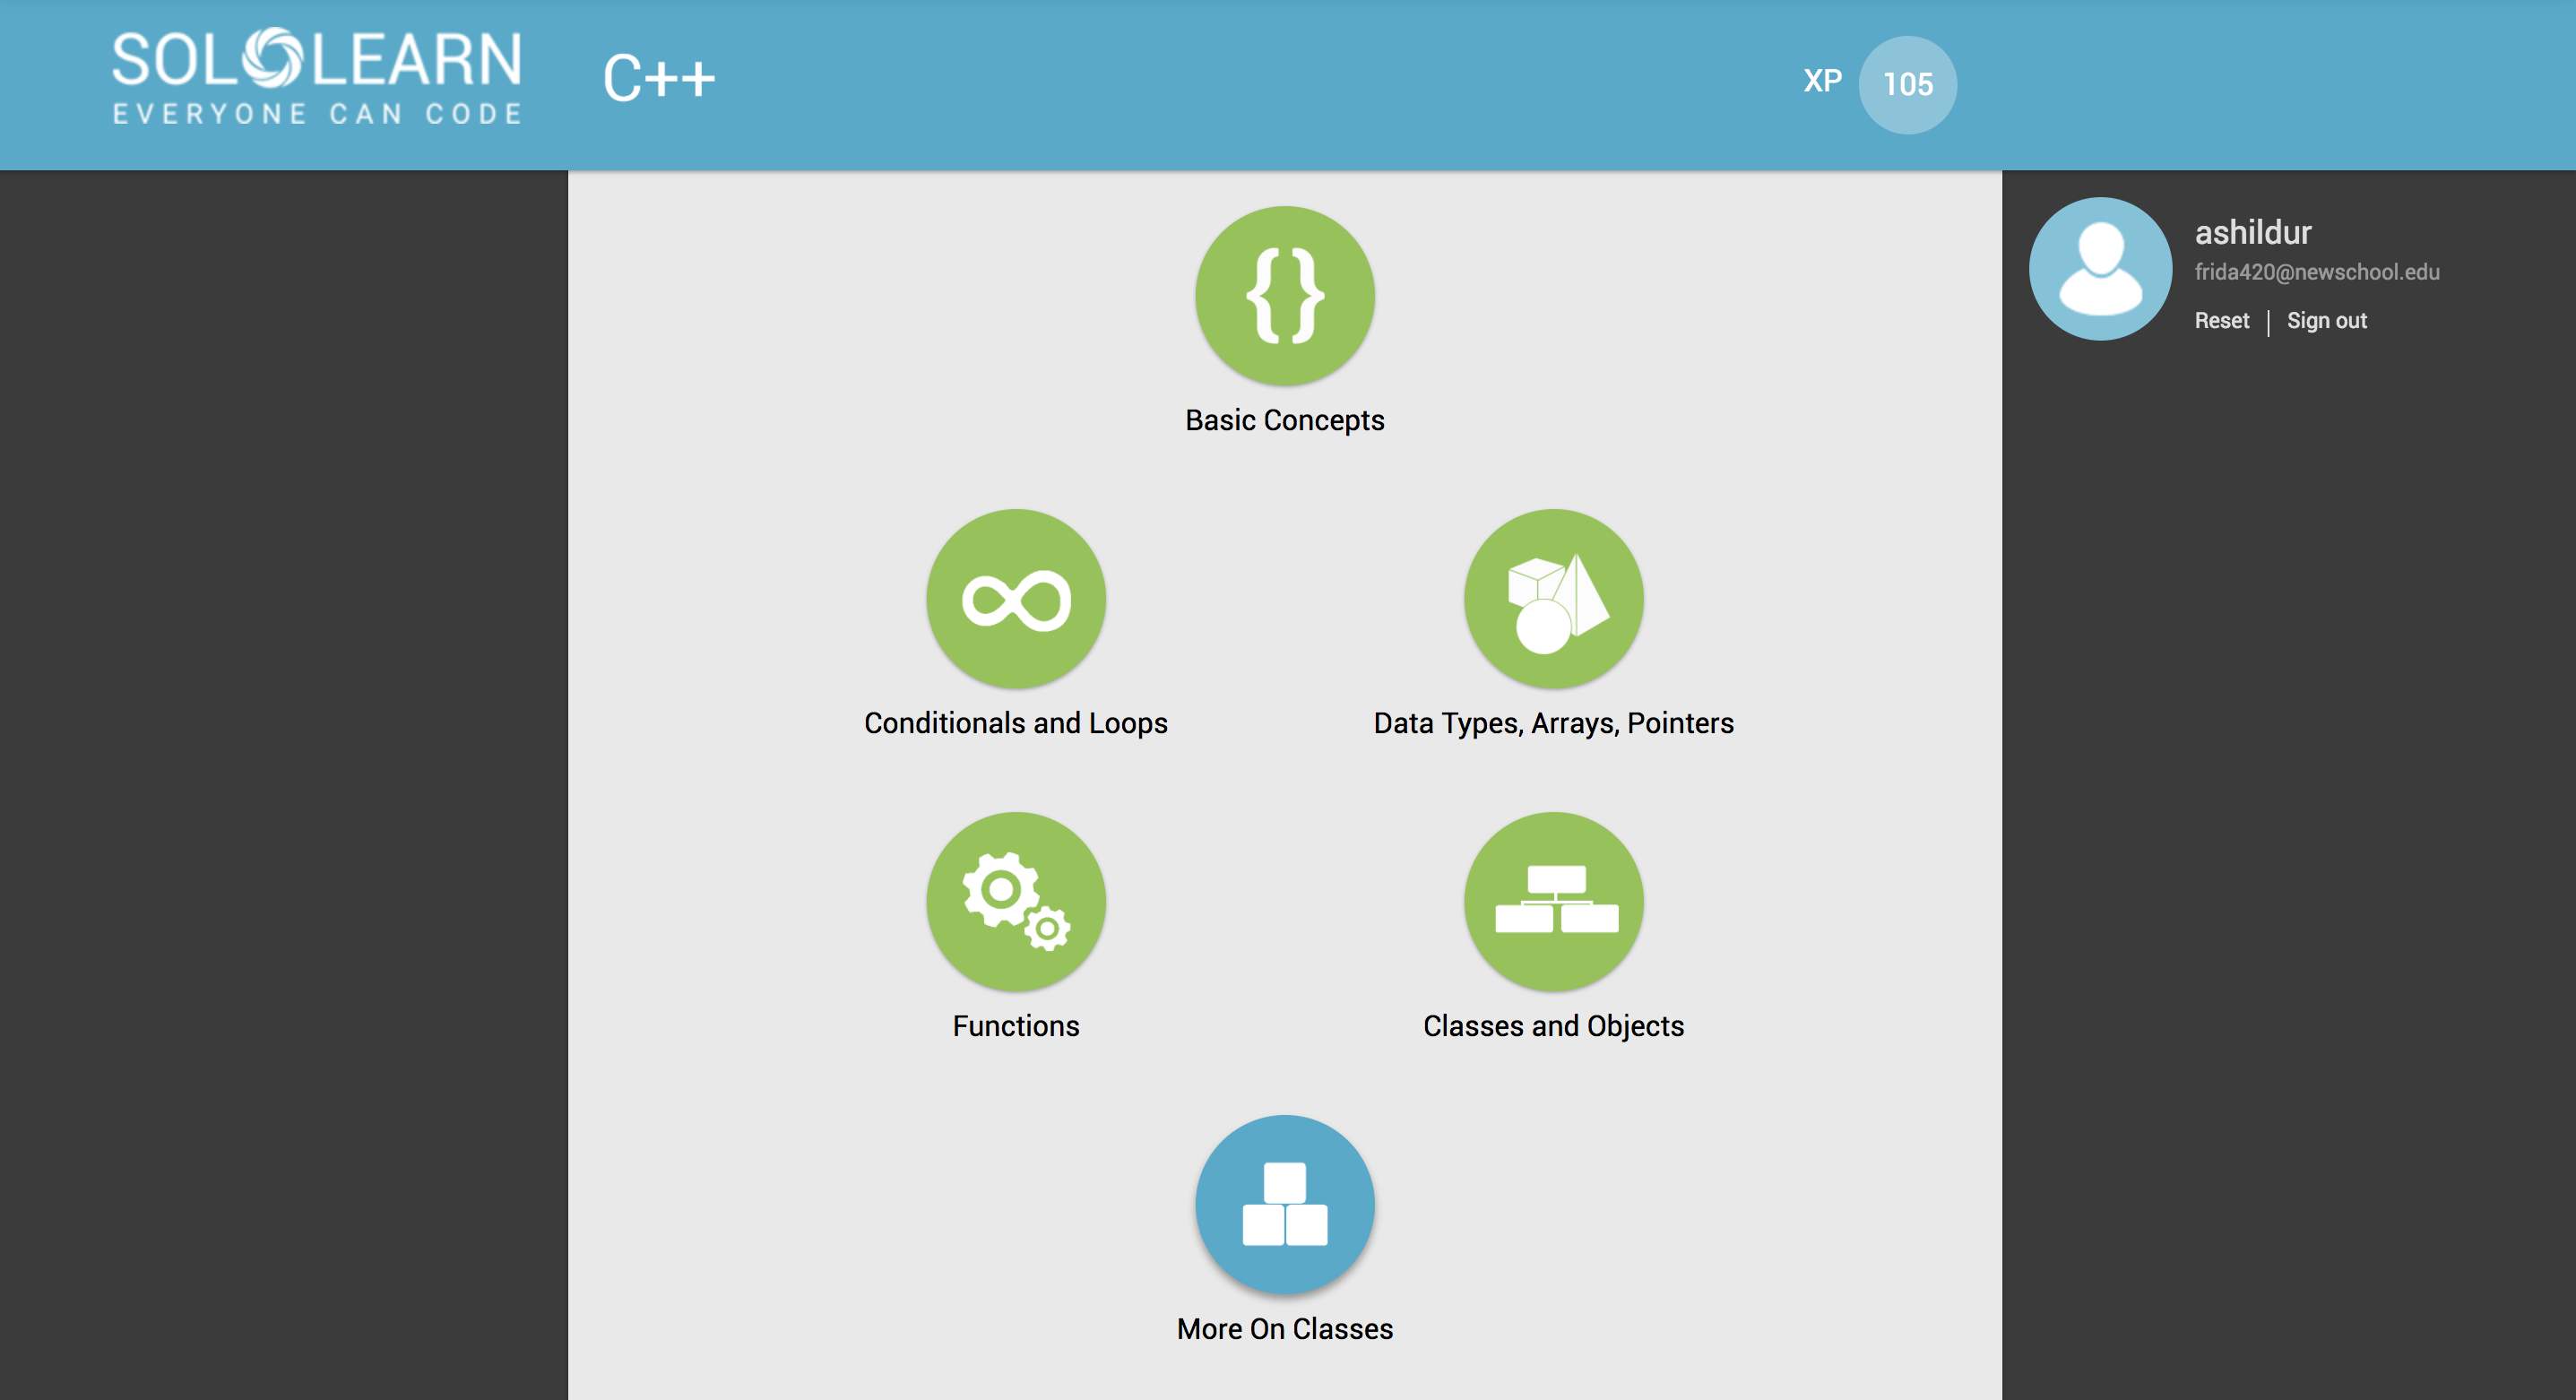 SOLOLEARN
EVERYONE CAN CODE
C++
XP 105
ashildur
frida420@newschool.edu
Reset | Sign out
{}
Basic Concepts
Conditionals and Loops
Data Types, Arrays, Pointers
Functions
Classes and Objects
More On Classes